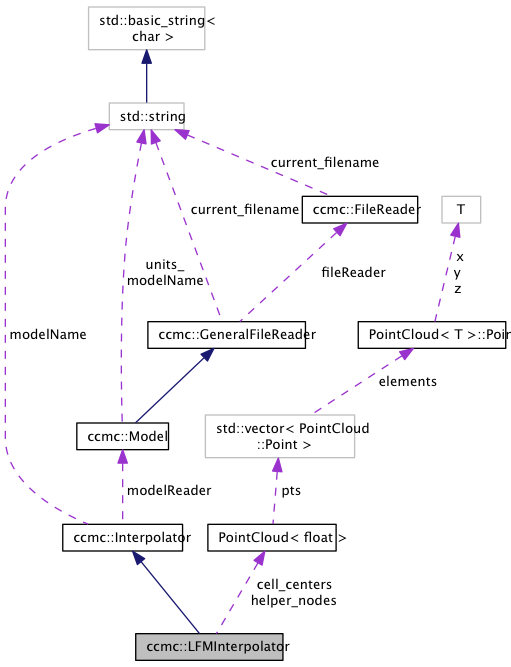 std::basic_string<
char >
std::string
current_filename
ccmc::FileReader
T
current_filename
x
y
z
units_
modelName
fileReader
modelName
ccmc::GeneralFileReader
PointCloud< T >::Poi
elements
ccmc::Model
std::vector< PointCloud
::Point >
modelReader
pts
ccmc::Interpolator
PointCloud< float >
cell_centers
helper_nodes
ccmc::LFMInterpolator